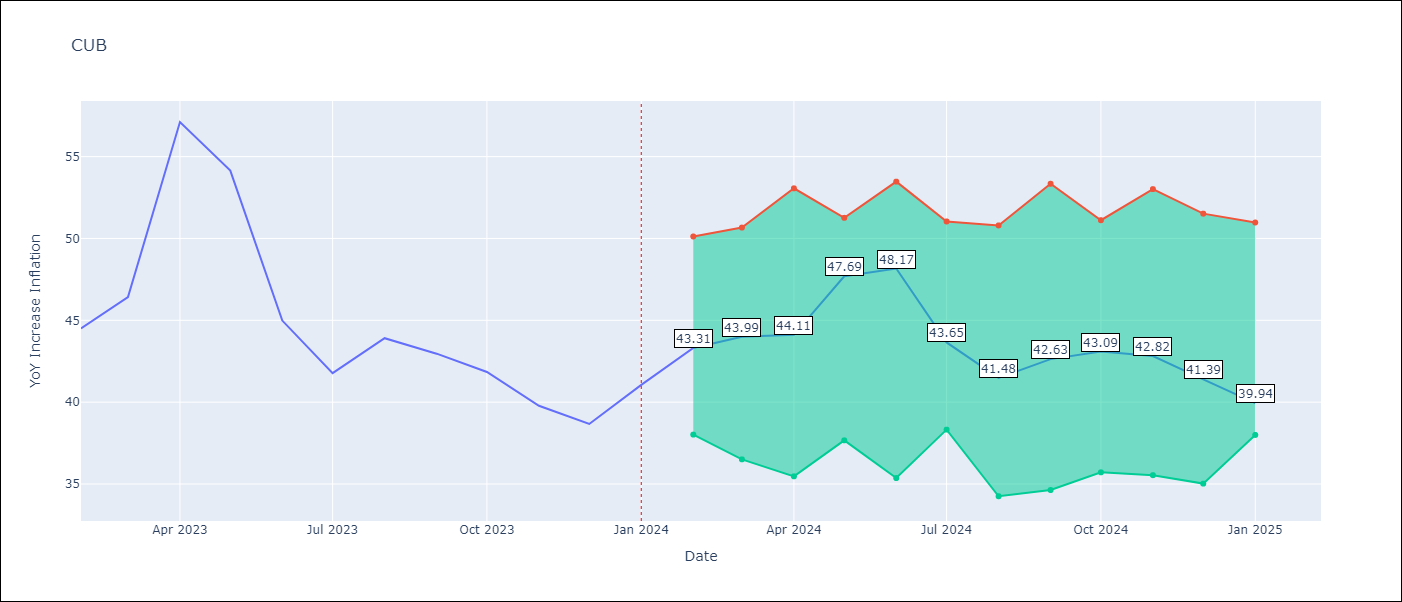 CUB
YoY Increase Inflation
55
50
45
40
35
43.31
43.99
44.11
47.69
48.17
43.65
41.48
42.63
43.09
42.82
41.39
39.94
Apr 2023
Jul 2023
Oct 2023
Jan 2024
Apr 2024
Jul 2024
Oct 2024
Jan 2025
Date